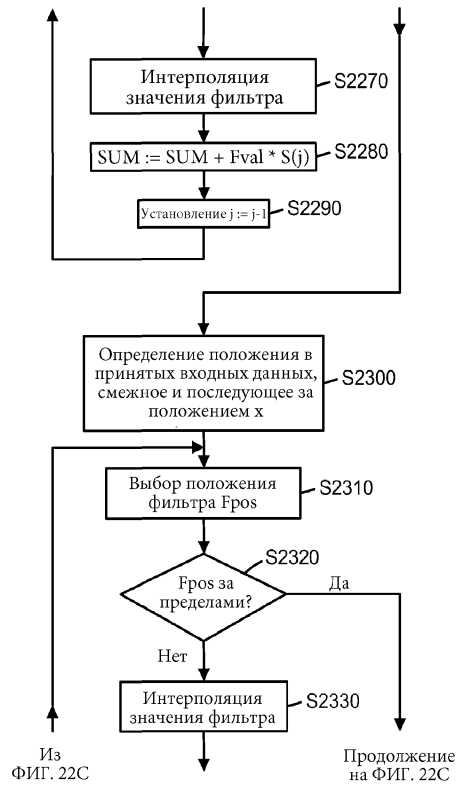 Интерполяция
значения фильтра
S2270
SUM := SUM + Fval * S(j)
S2280
Установление j := j-1
S2290
Определение положения в
принятых входных данных,
смежное и последующее за
положением x
S2300
Выбор положения
фильтра Fpos
S2310
S2320
Fpos за
пределами?
Да
Нет
Интерполяция
значения фильтра
S2330
Из
ФИГ. 22C
Продолжение
на ФИГ. 22C